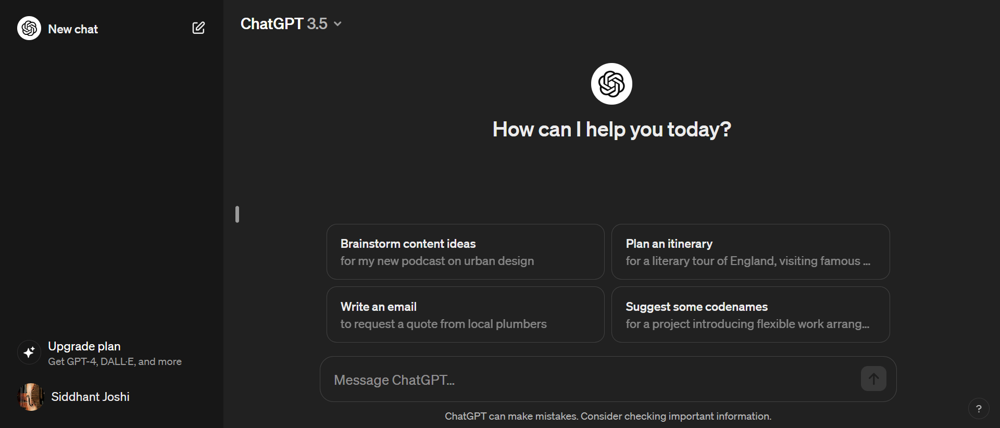 New chat
ChatGPT 3.5
How can I help you today?
Brainstorm content ideas
for my new podcast on urban design
Plan an itinerary
for a literary tour of England, visiting famous ...
Write an email
to request a quote from local plumbers
Suggest some codenames
for a project introducing flexible work arrang...
Upgrade plan
Get GPT-4, DALL·E, and more
Siddhant Joshi
Message ChatGPT...
ChatGPT can make mistakes. Consider checking important information.
?